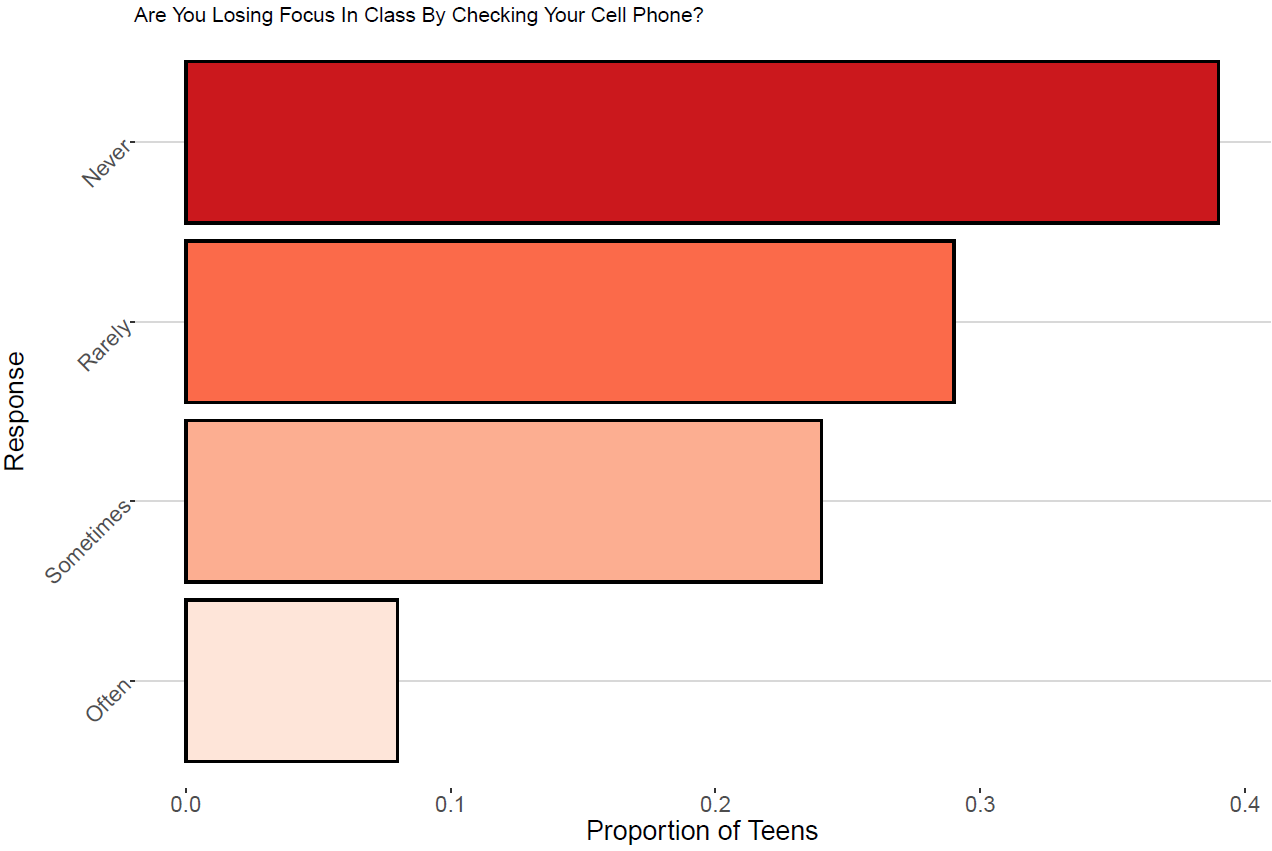 Are You Losing Focus In Class By Checking Your Cell Phone?
Response
Never
Rarely
Sometimes
Often
0.0 0.1 0.2 0.3 0.4
Proportion of Teens